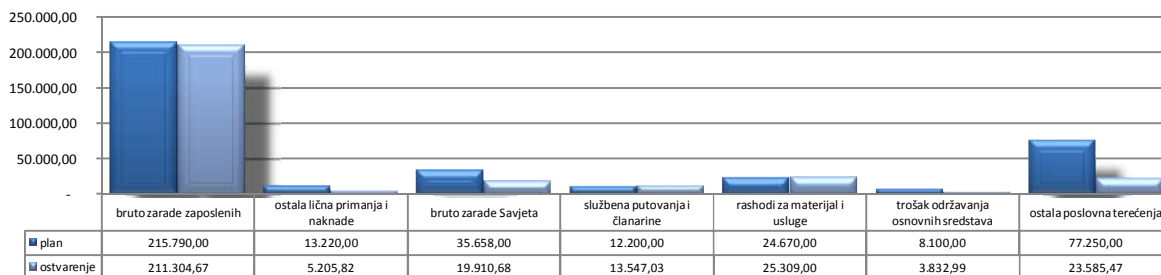 250.000,00
200.000,00
150.000,00
100.000,00
50.000,00
-
bruto zarade zaposlenih
ostala lična primanja i
naknade
bruto zarade Savjeta
službena putovanja i
članarine
rashodi za materijal i
usluge
trošak održavanja
osnovnih sredstava
ostala poslovna terećenja
plan 215.790,00 13.220,00 35.658,00 12.200,00 24.670,00 8.100,00 77.250,00
ostvarenje 211.304,67 5.205,82 19.910,68 13.547,03 25.309,00 3.832,99 23.585,47